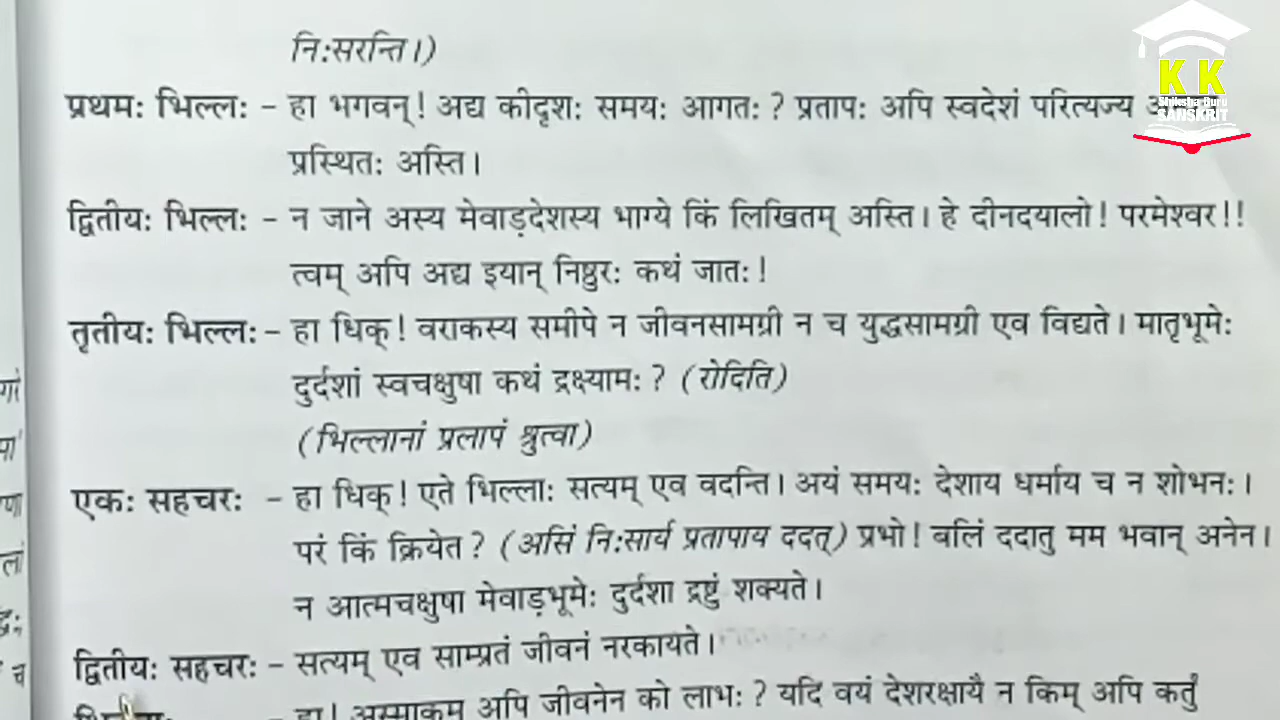 निःसरन्ति।)
K K
Shiksha Guru
SANSKRIT
प्रथमः भिल्लः - हा भगवन्! अद्य कीदृशः समयः आगतः ? प्रतापः अपि स्वदेशं परित्यज्य
प्रस्थितः अस्ति।
द्वितीयः भिल्लः - न जाने अस्य मेवाड़देशस्य भाग्ये किं लिखितम् अस्ति। हे दीनदयालो! परमेश्वर!!
त्वम् अपि अद्य इयान् निष्ठुरः कथं जातः!
तृतीयः भिल्लः - हा धिक्! वराकस्य समीपे न जीवनसामग्री न च युद्धसामग्री एव विद्यते। मातृभूमेः
दुर्दशां स्वचक्षुषा कथं द्रक्ष्यामः ? (रोदिति)
(भिल्लानां प्रलापं श्रुत्वा)
एकः सहचरः - हा धिक्! एते भिल्लाः सत्यम् एव वदन्ति। अयं समयः देशाय धर्माय च न शोभनः।
परं किं क्रियेत ? (असिं निःसार्य प्रतापाय ददत्) प्रभो! बलिं ददातु मम भवान् अनेन।
न आत्मचक्षुषा मेवाड़भूमेः दुर्दशा द्रष्टुं शक्यते।
द्वितीयः सहचरः - सत्यम् एव साम्प्रतं जीवनं नरकायते।
- हा! अस्माकम् अपि जीवनेन को लाभः ? यदि वयं देशरक्षायै न किम् अपि कर्तुं